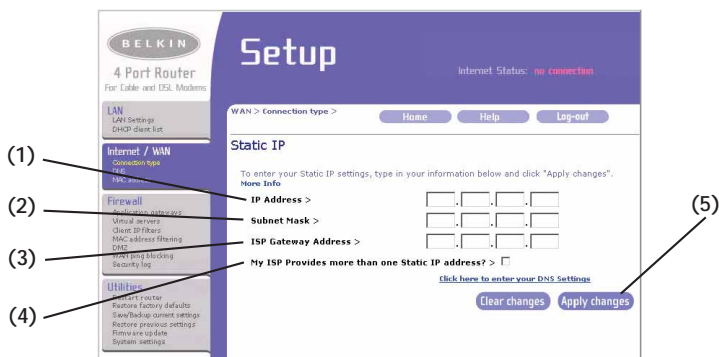 BELKIN
4 Port Router
For Cable and DSL Modems
Setup
Internet Status: no connection
LAN
LAN Settings
DHCP client list
Internet / WAN
Connection type
DNS
MAC address
Firewall
Application gateways
Virtual servers
Client IP filters
MAC address filtering
DMZ
WAN ping blocking
Security log
Utilities
Restart router
Restore factory defaults
Save/Backup current settings
Restore previous settings
Firmware update
System settings
WAN > Connection type >
Home
Help
Log-out
Static IP
To enter your Static IP settings, type in your information below and click "Apply changes".
More Info
(1)
IP Address >
(2)
Subnet Mask >
(3)
ISP Gateway Address >
(4)
My ISP Provides more than one Static IP address? >
(5)
Click here to enter your DNS Settings
Clear changes
Apply changes